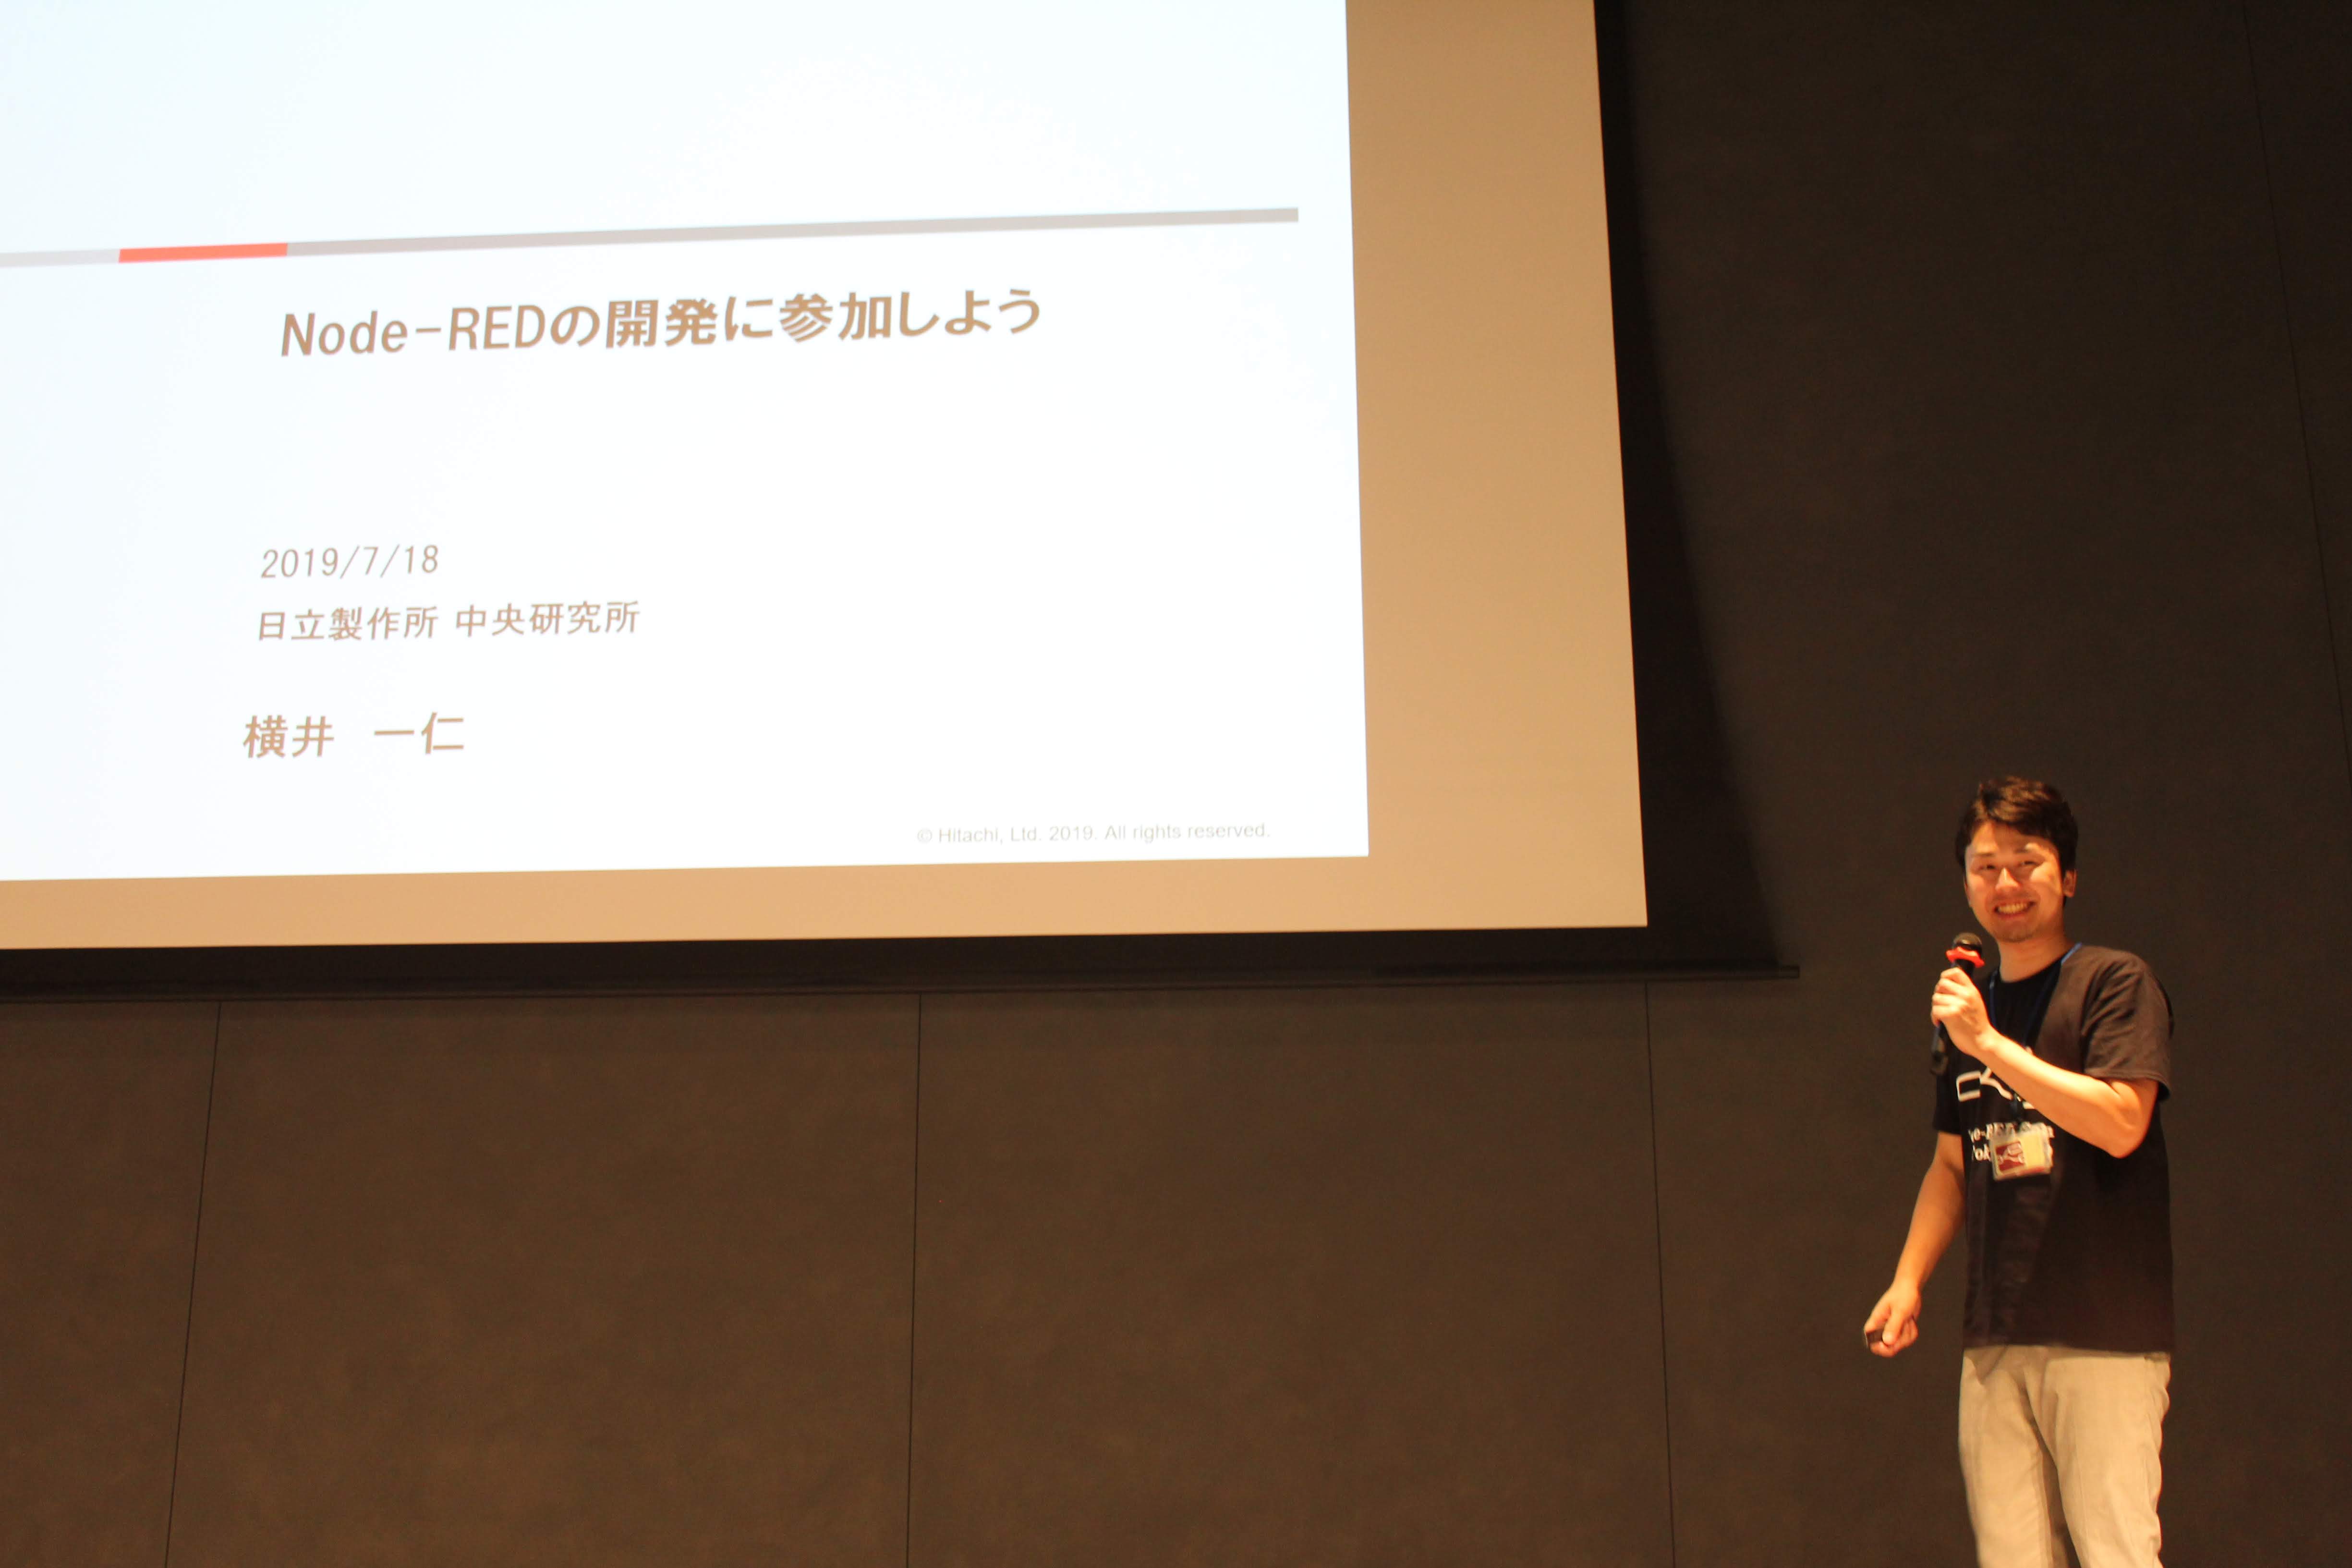 Node-REDの開発に参加しよう
2019/7/18
日立製作所 中央研究所
横井 一仁
© Hitachi, Ltd. 2019. All rights reserved.